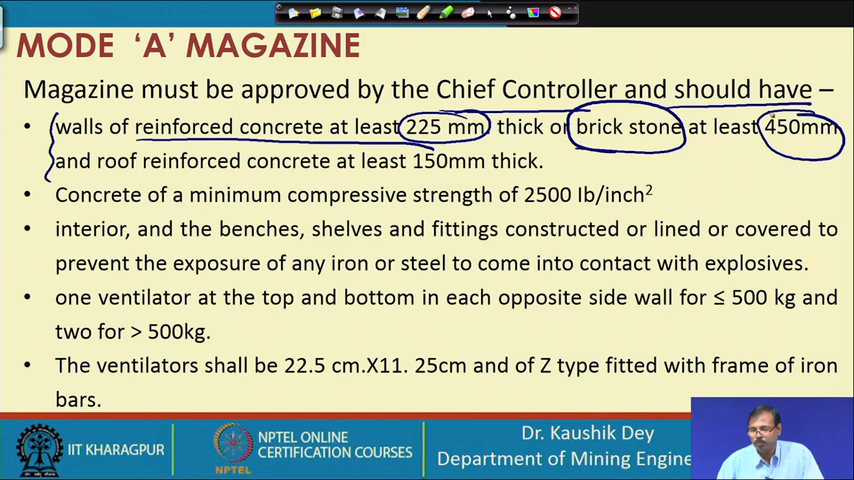 MODE ‘A’ MAGAZINE
Magazine must be approved by the Chief Controller and should have –
• walls of reinforced concrete at least 225 mm thick or brick stone at least 450mm
and roof reinforced concrete at least 150mm thick.
• Concrete of a minimum compressive strength of 2500 Ib/inch²
• interior, and the benches, shelves and fittings constructed or lined or covered to
prevent the exposure of any iron or steel to come into contact with explosives.
• one ventilator at the top and bottom in each opposite side wall for ≤ 500 kg and
two for > 500kg.
• The ventilators shall be 22.5 cm.X11. 25cm and of Z type fitted with frame of iron
bars.
IIT KHARAGPUR
NPTEL
NPTEL ONLINE
CERTIFICATION COURSES
Dr. Kaushik Dey
Department of Mining Engine